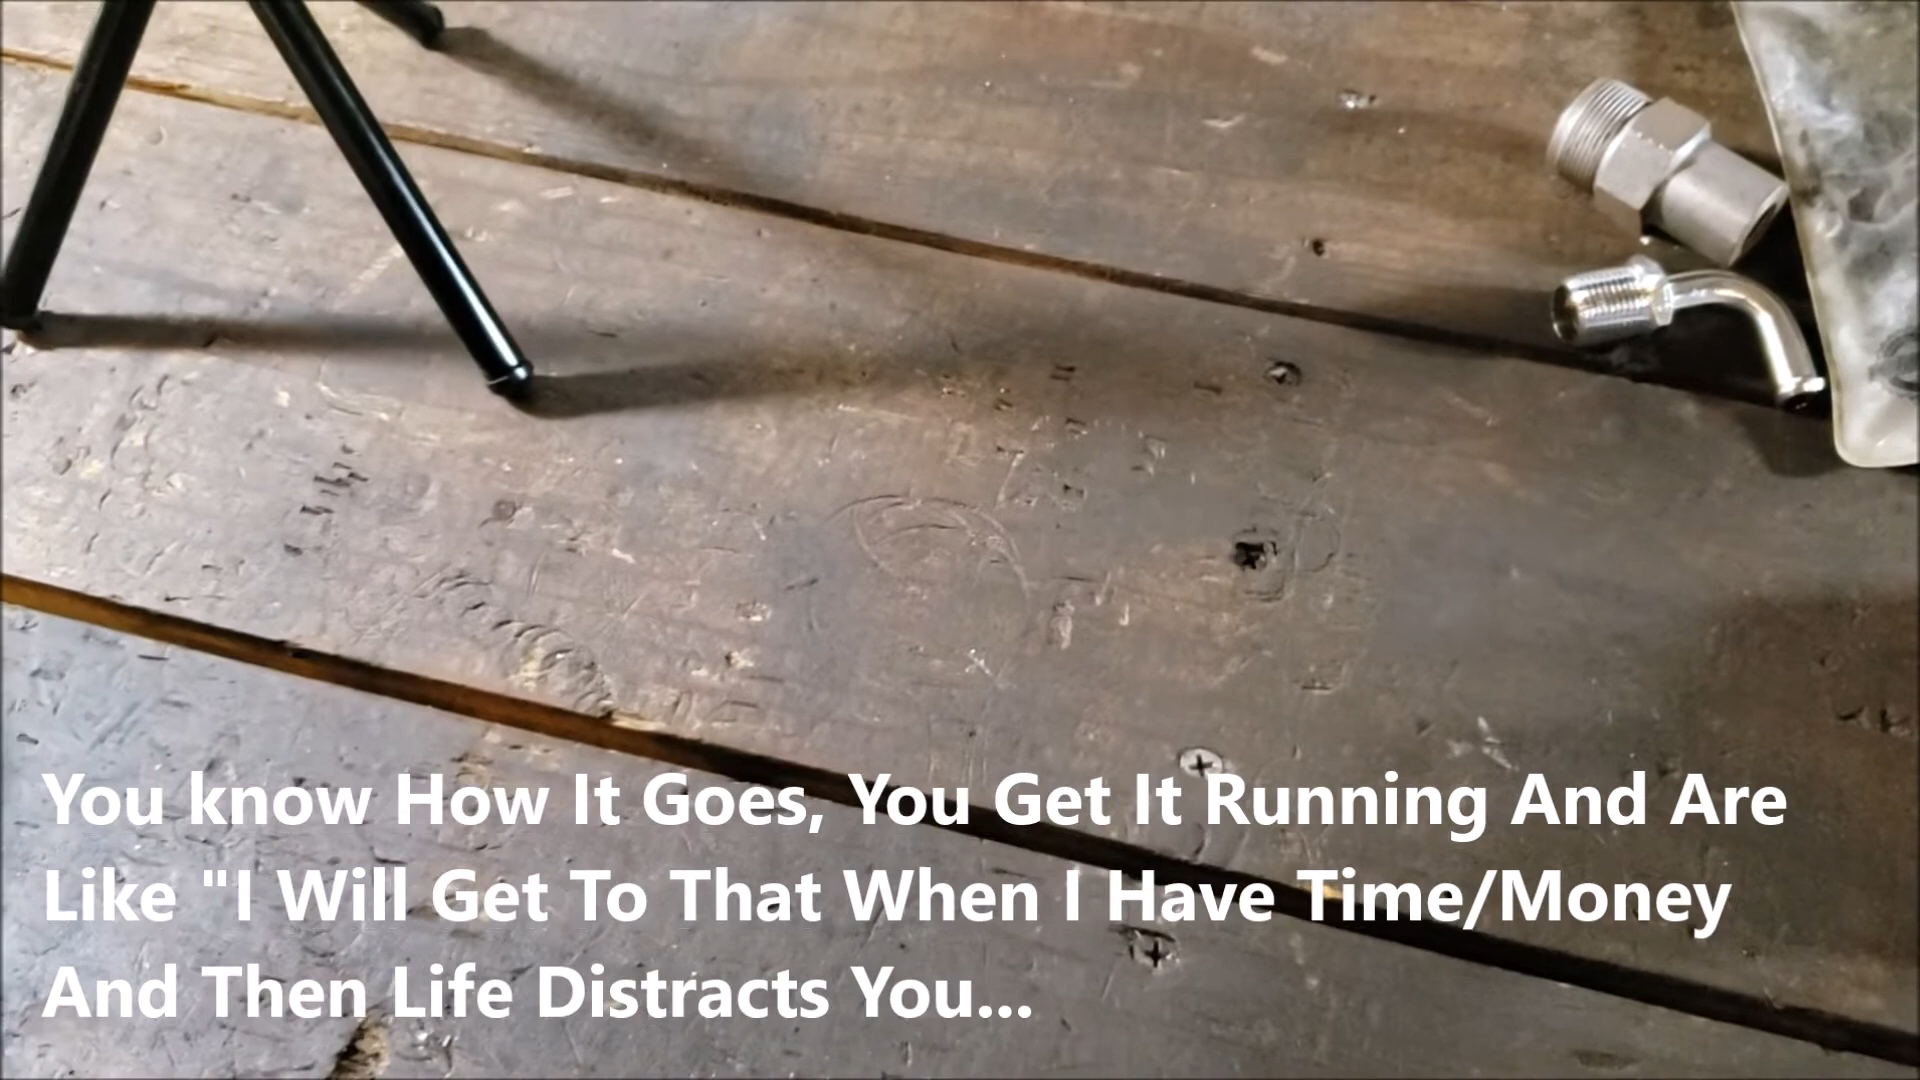 You know How It Goes, You Get It Running And Are
Like "I Will Get To That When I Have Time/Money
And Then Life Distracts You...